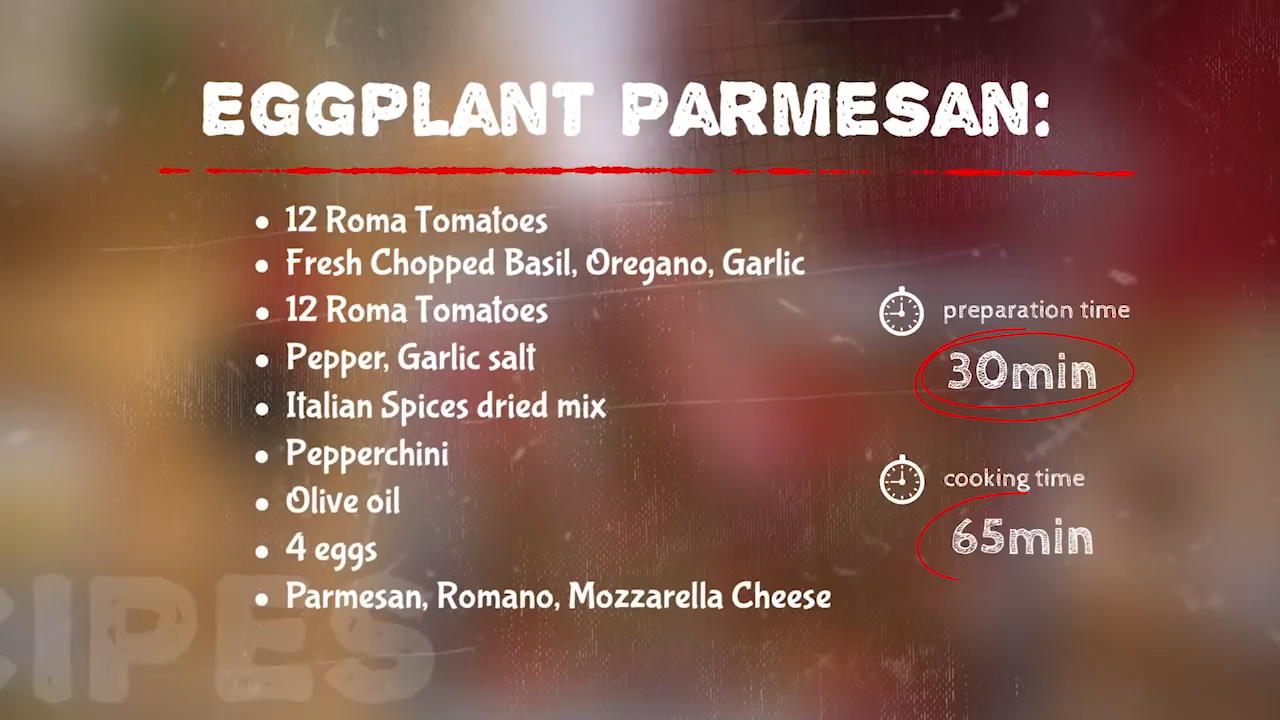 EGGPLANT PARMESAN:
12 Roma Tomatoes
Fresh Chopped Basil, Oregano, Garlic
12 Roma Tomatoes
Pepper, Garlic salt
Italian Spices dried mix
Pepperchini
Olive oil
4 eggs
Parmesan, Romano, Mozzarella Cheese
preparation time
30min
cooking time
65min
CIPES